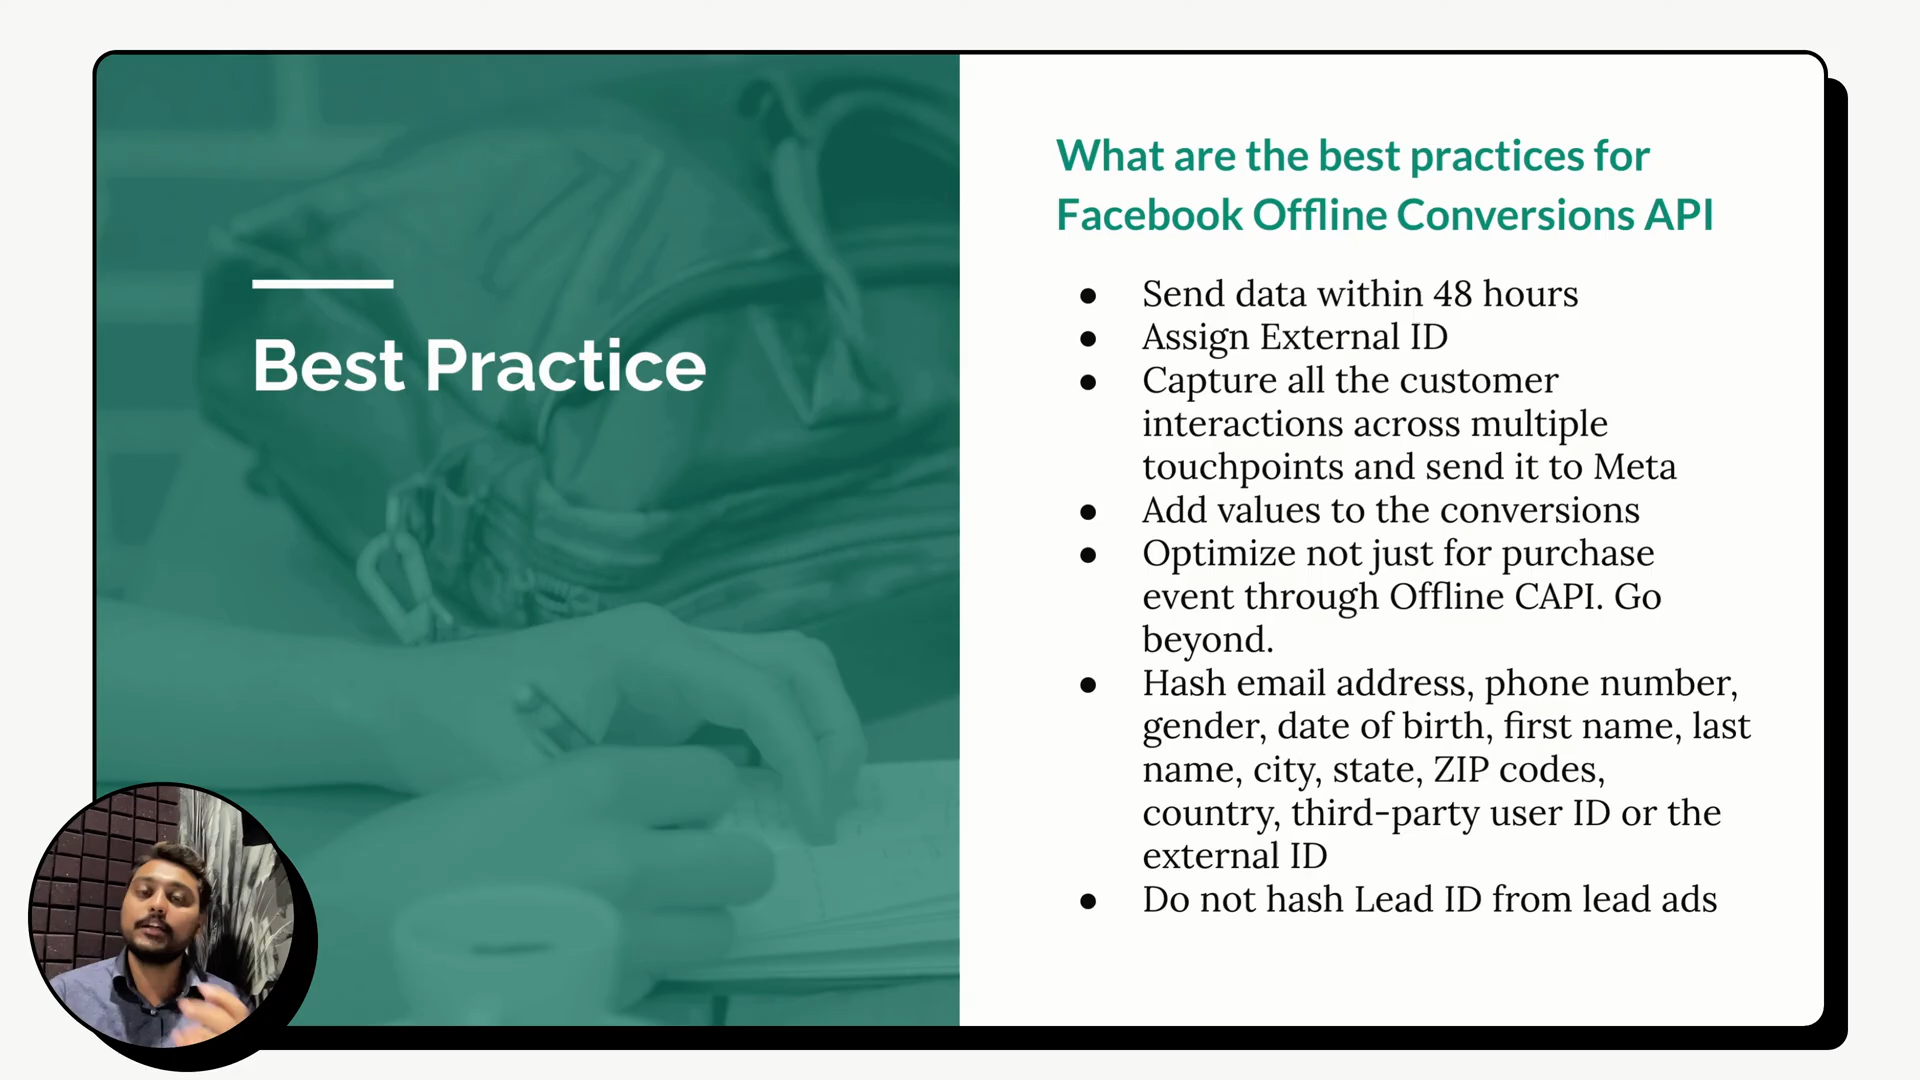 Best Practice
What are the best practices for
Facebook Offline Conversions API
● Send data within 48 hours
● Assign External ID
● Capture all the customer
interactions across multiple
touchpoints and send it to Meta
● Add values to the conversions
● Optimize not just for purchase
event through Offline CAPI. Go
beyond.
● Hash email address, phone number,
gender, date of birth, first name, last
name, city, state, ZIP codes,
country, third-party user ID or the
external ID
● Do not hash Lead ID from lead ads